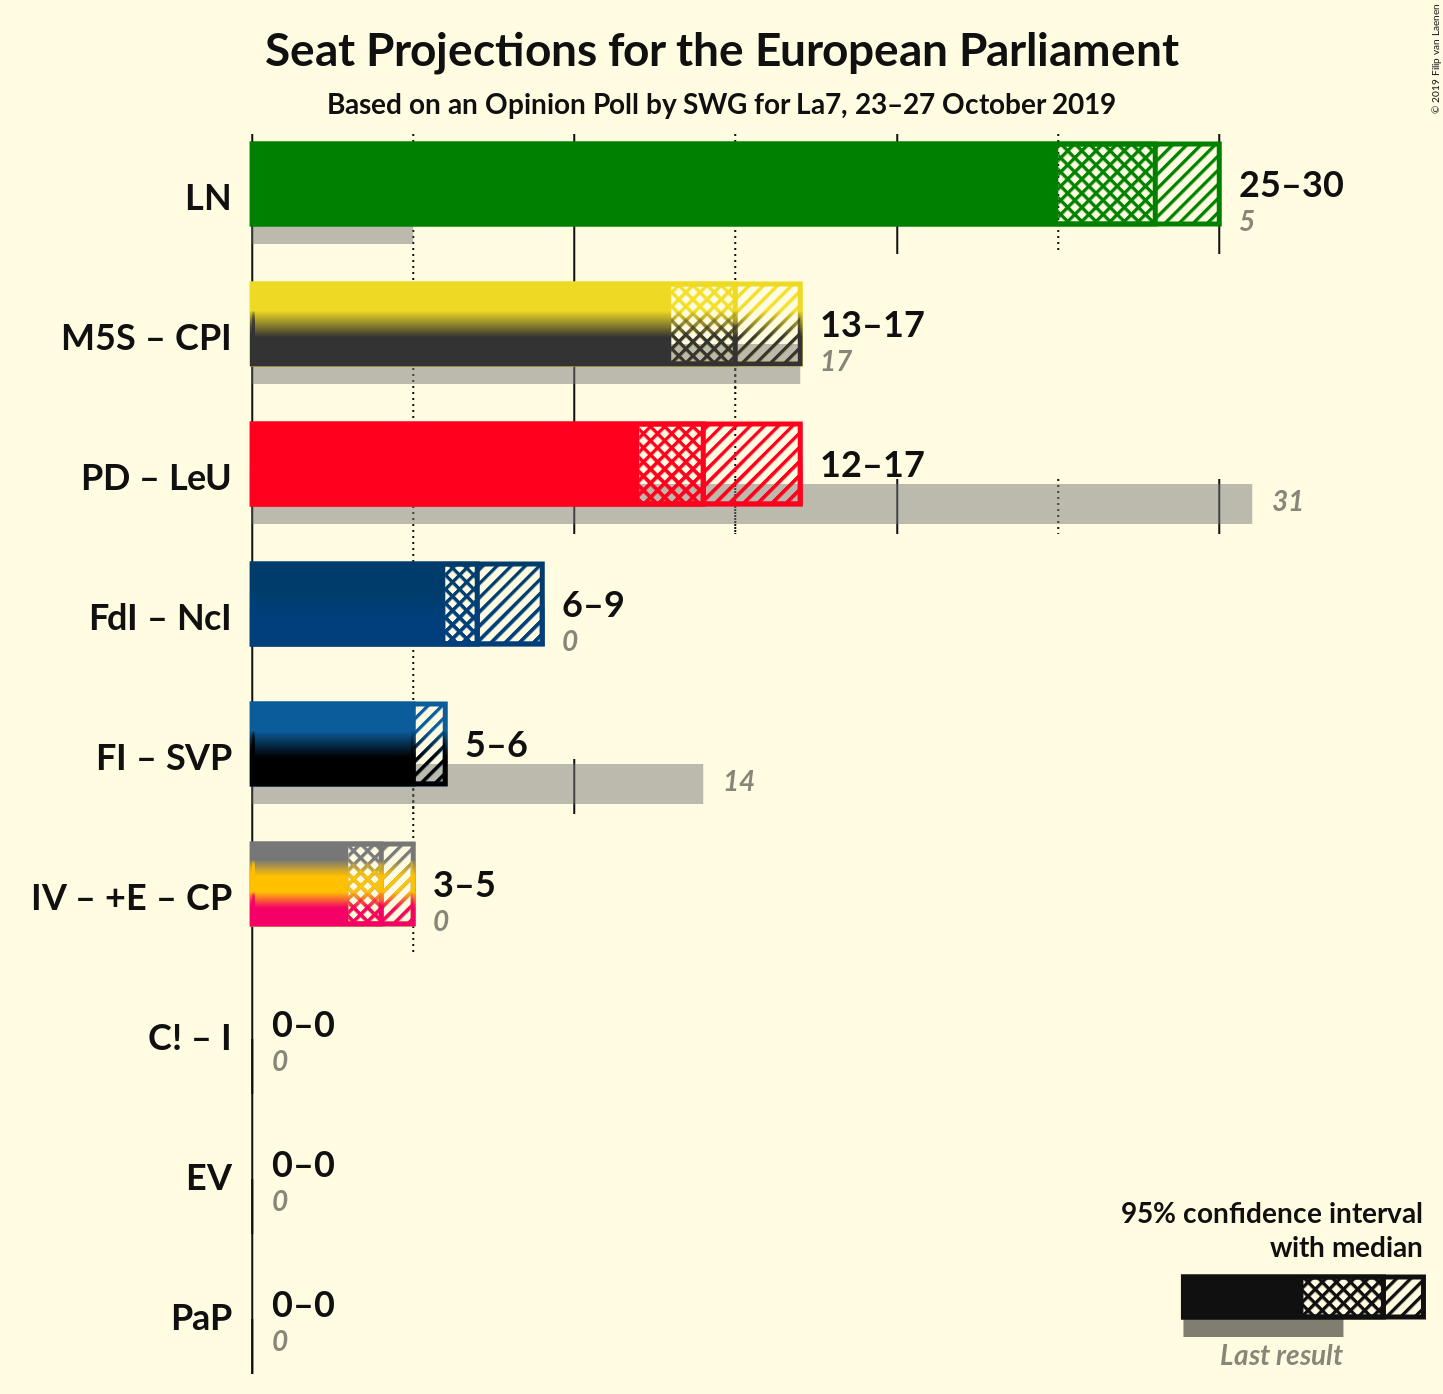 Seat Projections for the European Parliament
Based on an Opinion Poll by SWG for La7, 23–27 October 2019
© 2019 Filip van Laenen
LN
25–30
5
M5S – CPI
13–17
17
PD – LeU
12–17
31
FdI – NcI
6–9
0
FI – SVP
5–6
14
IV – +E – CP
3–5
0
C! – I
0–0
0
EV
0–0
0
PaP
0–0
0
95% confidence interval
with median
Last result